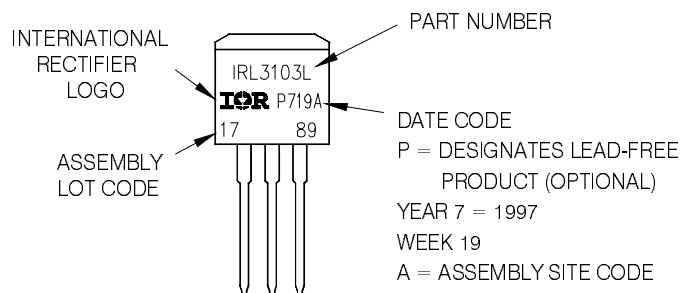 INTERNATIONAL
RECTIFIER
LOGO
ASSEMBLY
LOT CODE
IRL3103L
IOR P719A
17 89
PART NUMBER
DATE CODE
P = DESIGNATES LEAD-FREE
PRODUCT (OPTIONAL)
YEAR 7 = 1997
WEEK 19
A = ASSEMBLY SITE CODE